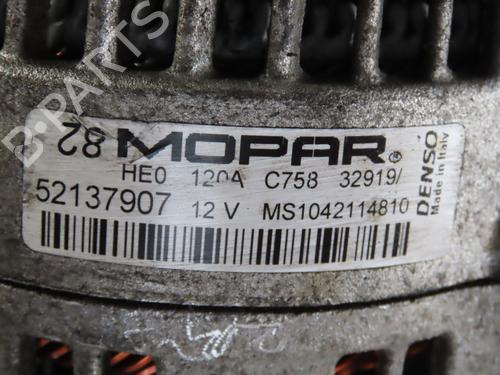 82 MOPAR®
HE0 120A C758 32919/
52137907 12 V MS1042114810
DENSO
Made in Italy
B-PARTS